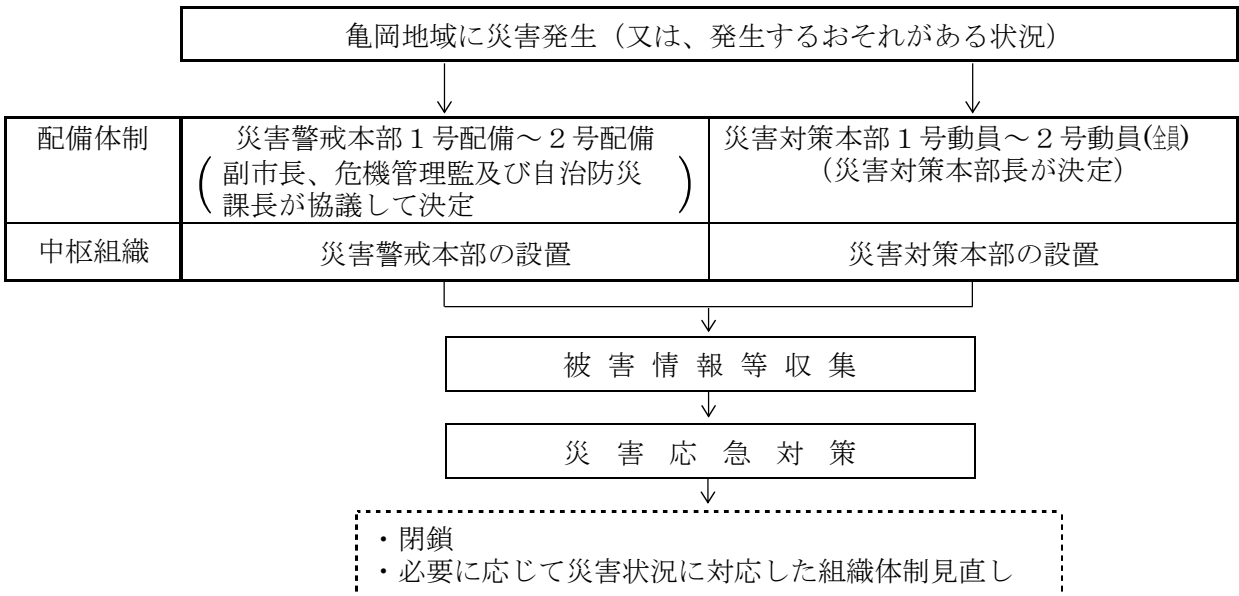 亀岡地域に災害発生（又は、発生するおそれがある状況）
配備体制
災害警戒本部１号配備～２号配備
(副市長、危機管理監及び自治防災
課長が協議して決定)
災害対策本部１号動員～２号動員(全員)
（災害対策本部長が決定）
中枢組織
災害警戒本部の設置
災害対策本部の設置
被害情報等収集
災害応急対策
・閉鎖
・必要に応じて災害状況に対応した組織体制見直し